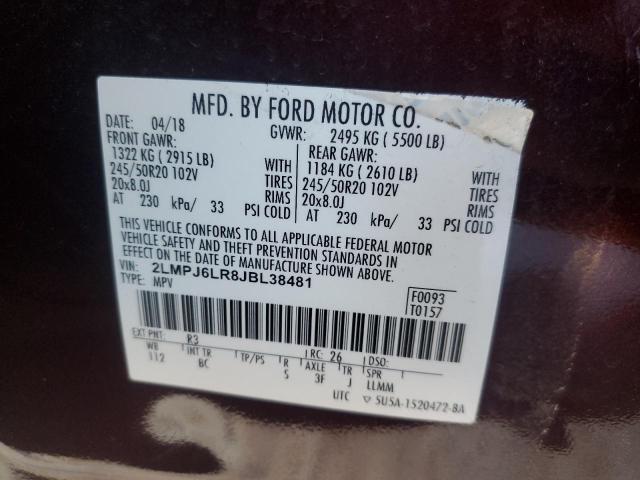 MFD. BY FORD MOTOR CO.
DATE: 04/18 GVWR: 2495 KG ( 5500 LB)
FRONT GAWR: REAR GAWR:
1322 KG ( 2915 LB) WITH 1184 KG ( 2610 LB) WITH
245/50R20 102V TIRES 245/50R20 102V TIRES
20x8.0J RIMS 20x8.0J RIMS
AT 230 kPa/ 33 PSI COLD AT 230 kPa/ 33 PSI COLD
THIS VEHICLE CONFORMS TO ALL APPLICABLE FEDERAL MOTOR
VEHICLE SAFETY AND THEFT PREVENTION STANDARDS IN
EFFECT ON THE DATE OF MANUFACTURE SHOWN ABOVE.
VIN: 2LMPJ6LR8JBL38481
TYPE: MPV
F0093
T0157
EXT PNT: R3 RC: 26 DSO:
WB INT TR TP/PS R AXLE TR SPR
112 BC S 3F J LLMM
UTC ▽ SUSA-1520472-BA